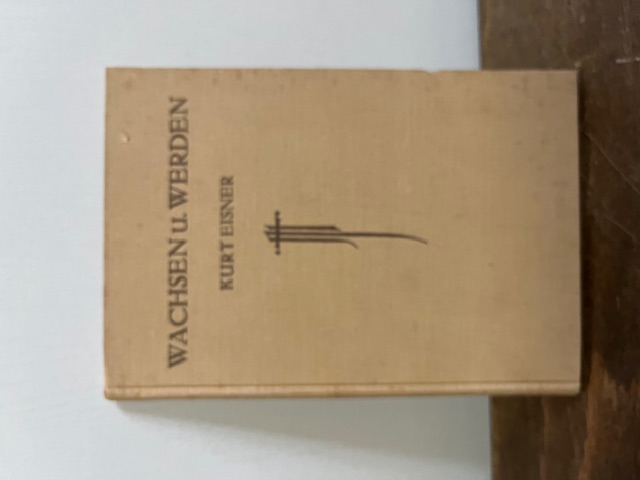 WACHSEN u. WERDEN
KURT EISNER